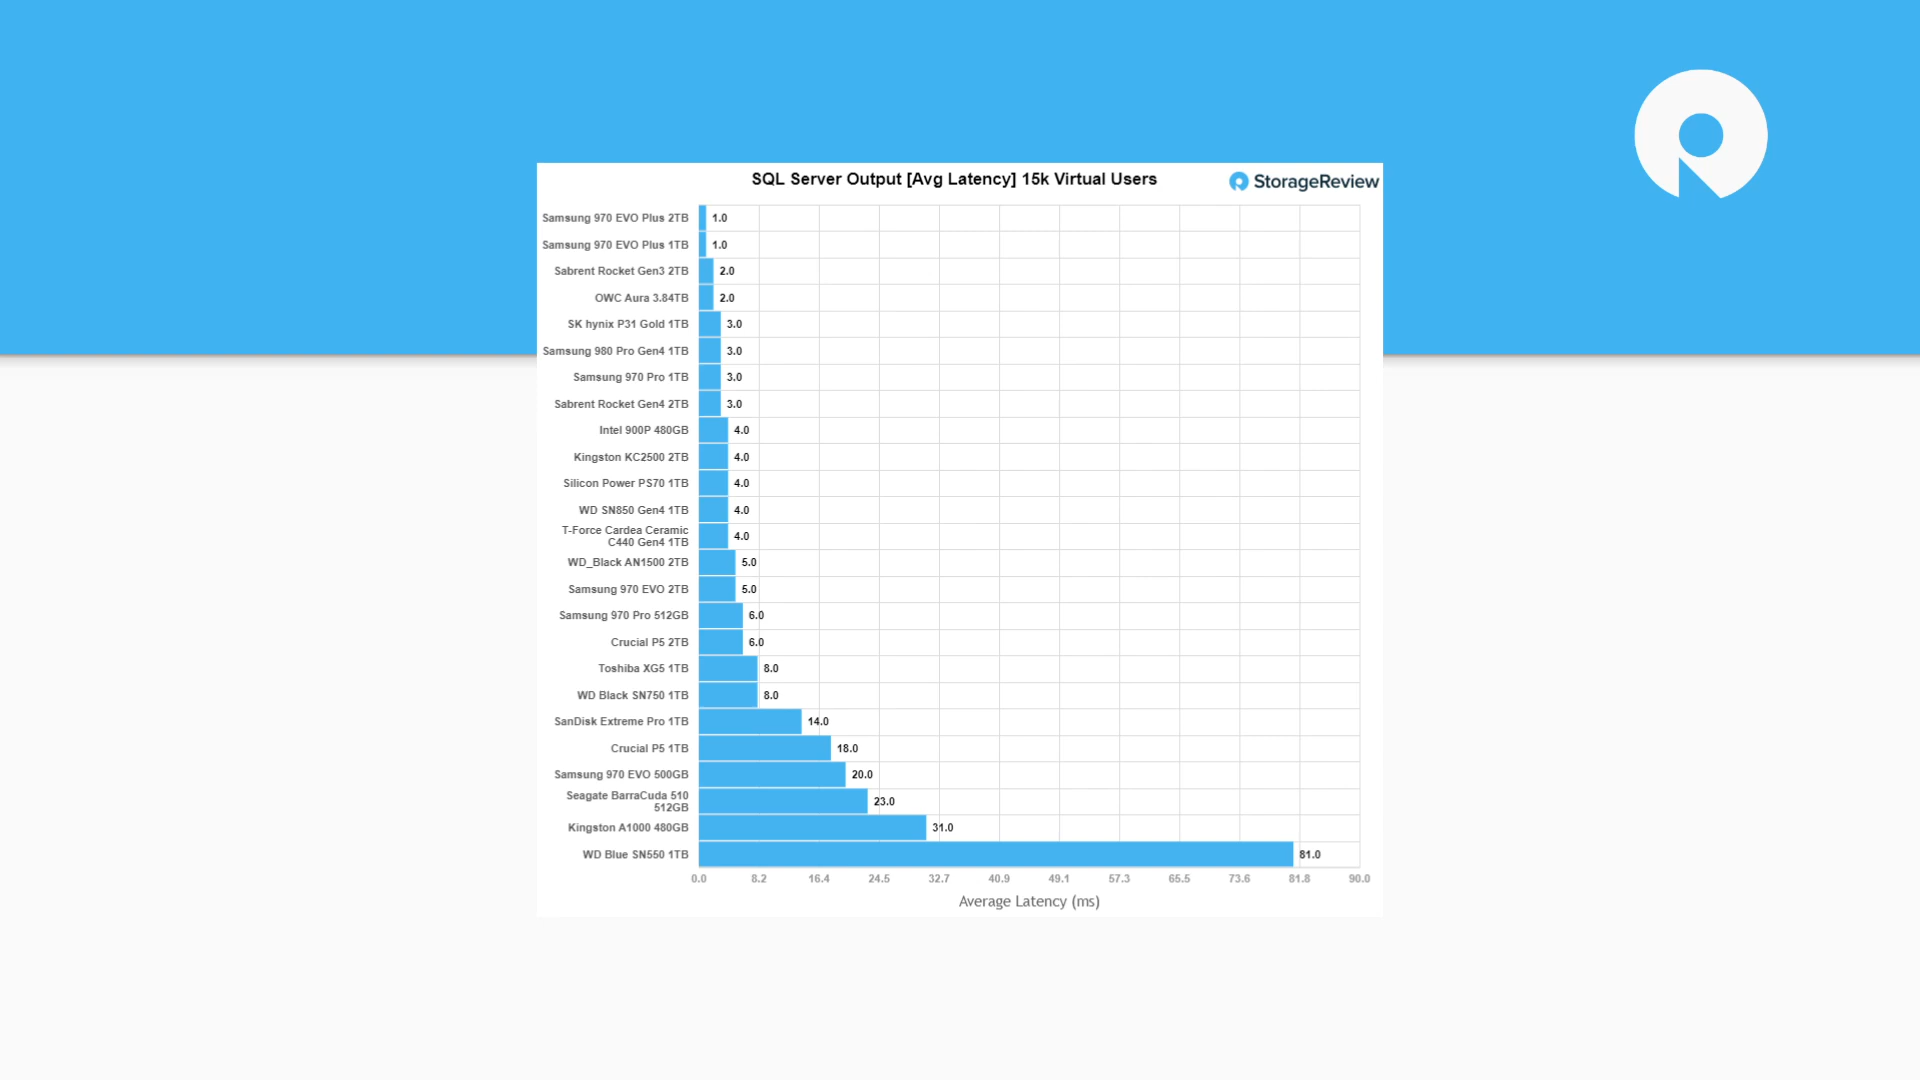 SQL Server Output [Avg Latency] 15k Virtual Users
StorageReview
Samsung 970 EVO Plus 2TB 1.0
Samsung 970 EVO Plus 1TB 1.0
Sabrent Rocket Gen3 2TB 2.0
OWC Aura 3.84TB 2.0
SK hynix P31 Gold 1TB 3.0
Samsung 980 Pro Gen4 1TB 3.0
Samsung 970 Pro 1TB 3.0
Sabrent Rocket Gen4 2TB 3.0
Intel 900P 480GB 4.0
Kingston KC2500 2TB 4.0
Silicon Power PS70 1TB 4.0
WD SN850 Gen4 1TB 4.0
T-Force Cardea Ceramic
C440 Gen4 1TB 4.0
WD_Black AN1500 2TB 5.0
Samsung 970 EVO 2TB 5.0
Samsung 970 Pro 512GB 6.0
Crucial P5 2TB 6.0
Toshiba XG5 1TB 8.0
WD Black SN750 1TB 8.0
SanDisk Extreme Pro 1TB 14.0
Crucial P5 1TB 18.0
Samsung 970 EVO 500GB 20.0
Seagate BarraCuda 510
512GB 23.0
Kingston A1000 480GB 31.0
WD Blue SN550 1TB 81.0
0.0 8.2 16.4 24.5 32.7 40.9 49.1 57.3 65.5 73.6 81.8 90.0
Average Latency (ms)